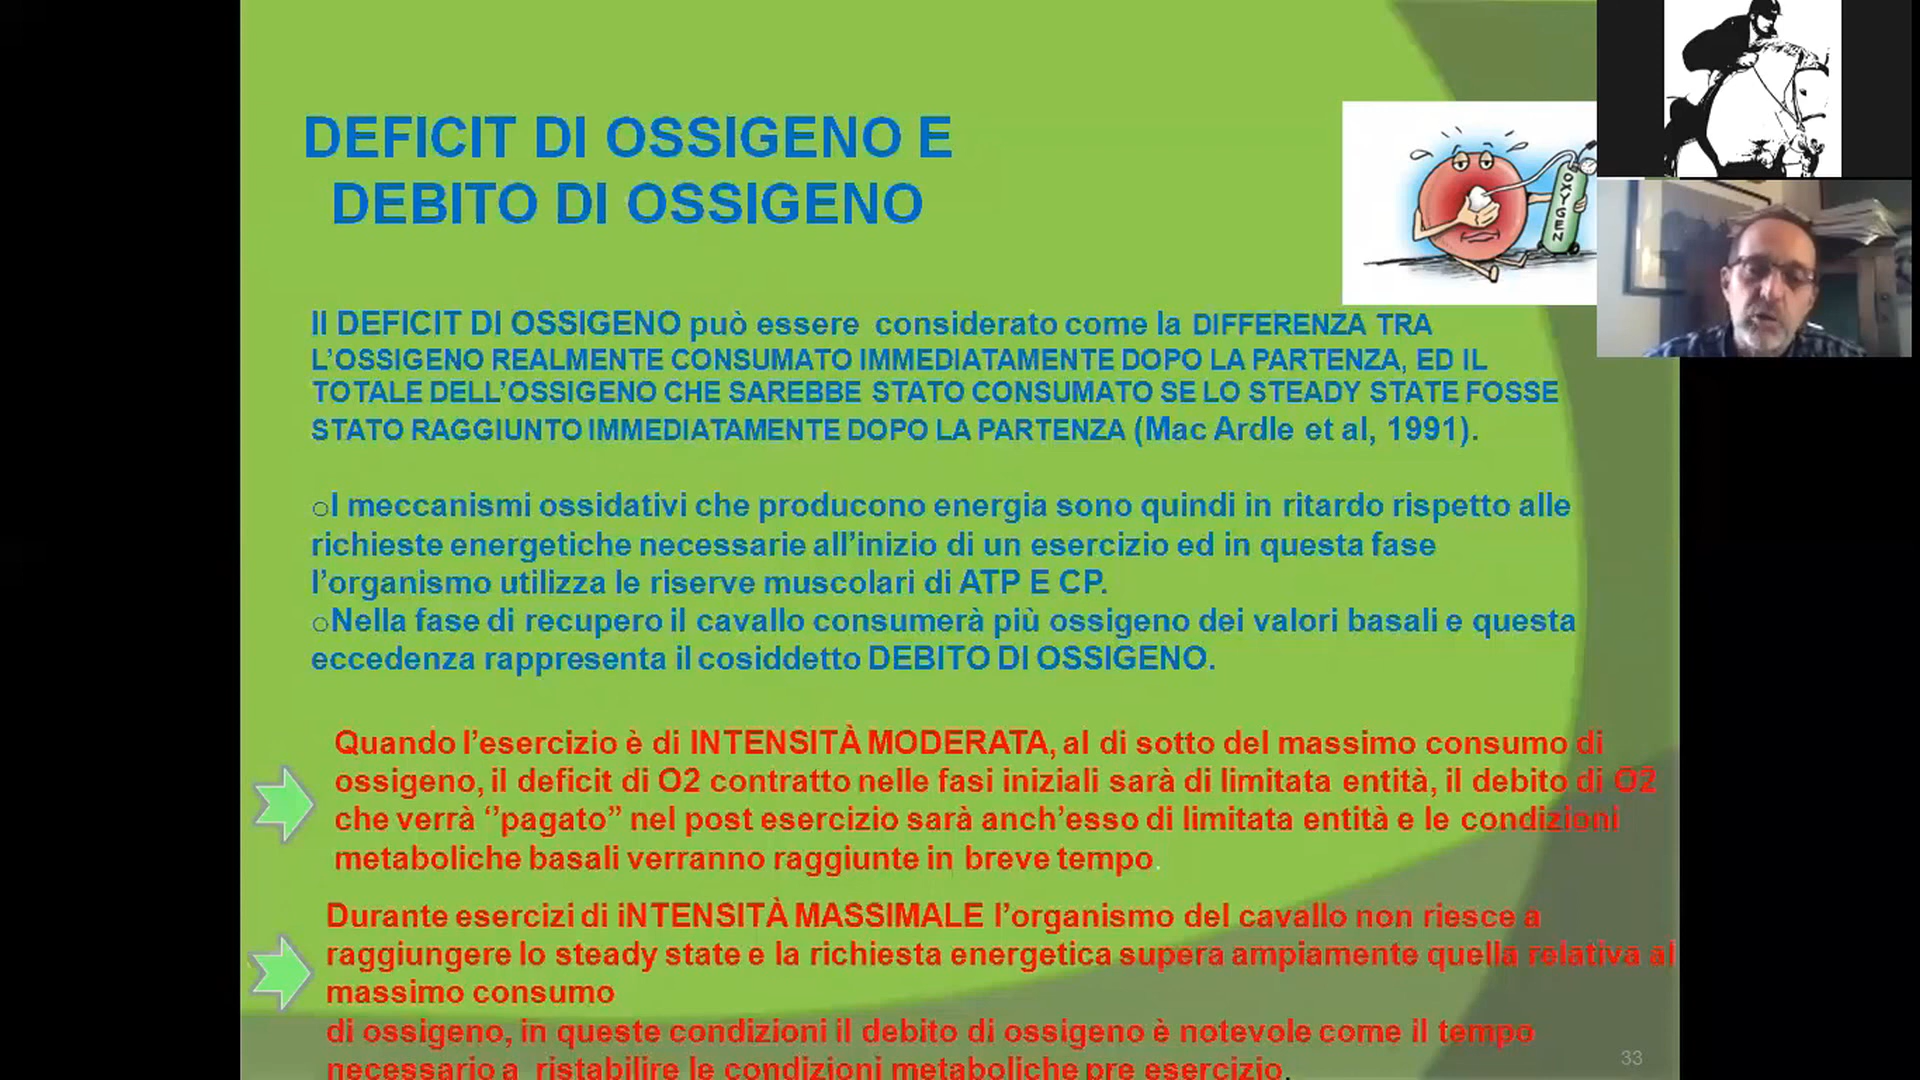 DEFICIT DI OSSIGENO E
DEBITO DI OSSIGENO
OXYGEN
Il DEFICIT DI OSSIGENO può essere considerato come la DIFFERENZA TRA
L’OSSIGENO REALMENTE CONSUMATO IMMEDIATAMENTE DOPO LA PARTENZA, ED IL
TOTALE DELL’OSSIGENO CHE SAREBBE STATO CONSUMATO SE LO STEADY STATE FOSSE
STATO RAGGIUNTO IMMEDIATAMENTE DOPO LA PARTENZA (Mac Ardle et al, 1991).
oI meccanismi ossidativi che producono energia sono quindi in ritardo rispetto alle
richieste energetiche necessarie all’inizio di un esercizio ed in questa fase
l’organismo utilizza le riserve muscolari di ATP E CP.
oNella fase di recupero il cavallo consumerà più ossigeno dei valori basali e questa
eccedenza rappresenta il cosiddetto DEBITO DI OSSIGENO.
Quando l’esercizio è di INTENSITÀ MODERATA, al di sotto del massimo consumo di
ossigeno, il deficit di O2 contratto nelle fasi iniziali sarà di limitata entità, il debito di O2
che verrà ‘’pagato’’ nel post esercizio sarà anch’esso di limitata entità e le condizioni
metaboliche basali verranno raggiunte in breve tempo.
Durante esercizi di iNTENSITÀ MASSIMALE l’organismo del cavallo non riesce a
raggiungere lo steady state e la richiesta energetica supera ampiamente quella relativa al
massimo consumo
di ossigeno, in queste condizioni il debito di ossigeno è notevole come il tempo
necessario a ristabilire le condizioni metaboliche pre esercizio.
33